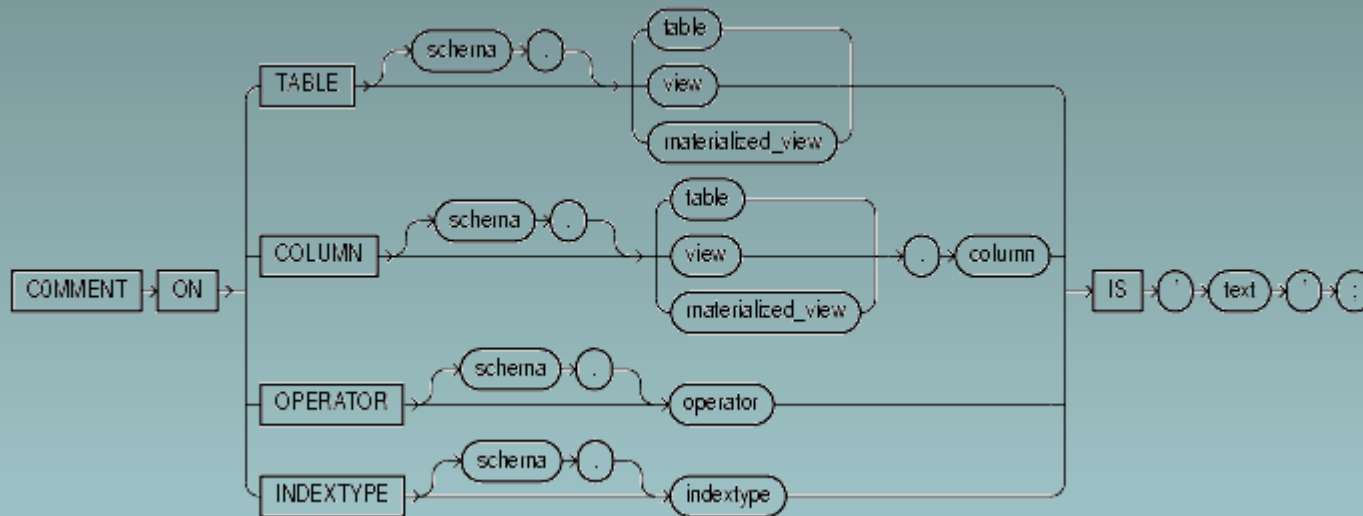 schema . table
TABLE view
materialized_view
schema . table
COLUMN view . column
materialized_view
COMMENT ON IS ' text ' ;
schema .
OPERATOR operator
schema .
INDEXTYPE indextype